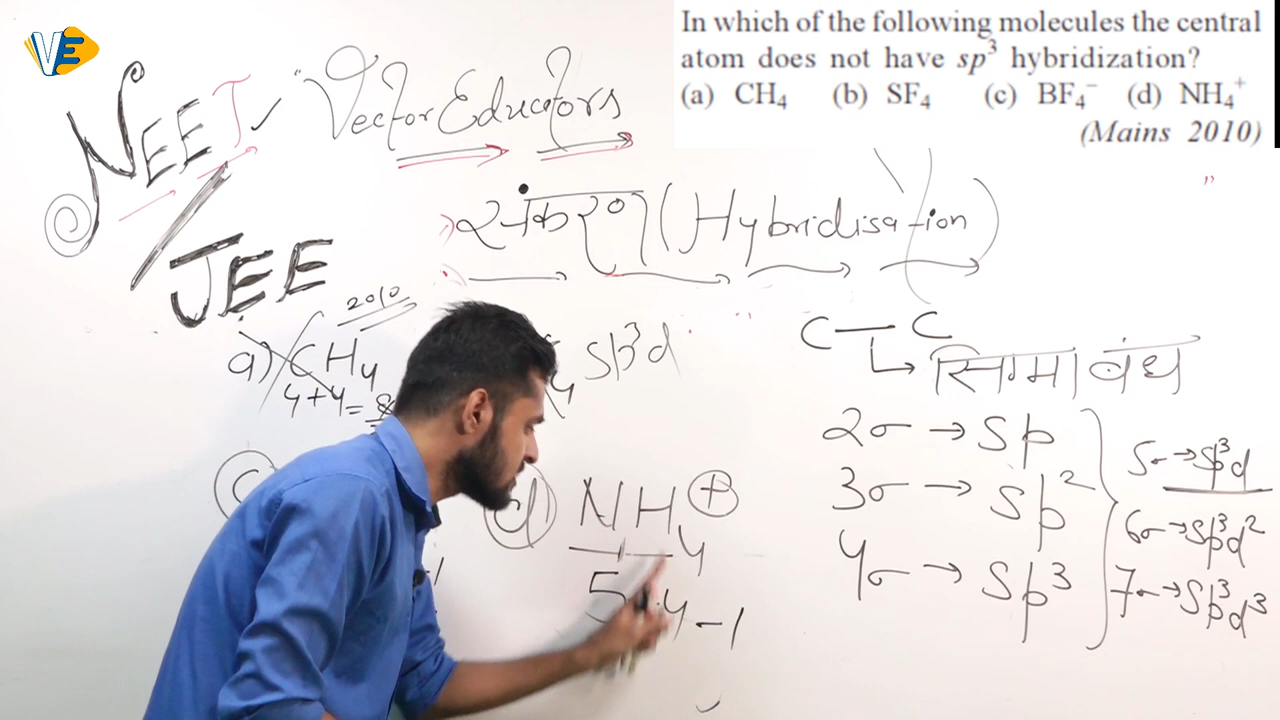 VE
In which of the following molecules the central
atom does not have sp³ hybridization?
(a) CH₄ (b) SF₄ (c) BF₄⁻ (d) NH₄⁺
(Mains 2010)
NEET
/
JEE
"Vector Educators
"
संकरण (Hybridisation)
2010
a) CH₄
4+4=8
4 sp³d
C — C
↳ सिग्मा बंध
2σ → sp
3σ → sp²
4σ → sp³
5σ → sp³d
6σ → sp³d²
7σ → sp³d³
(c
-1
d) NH₄⊕
5+4-1